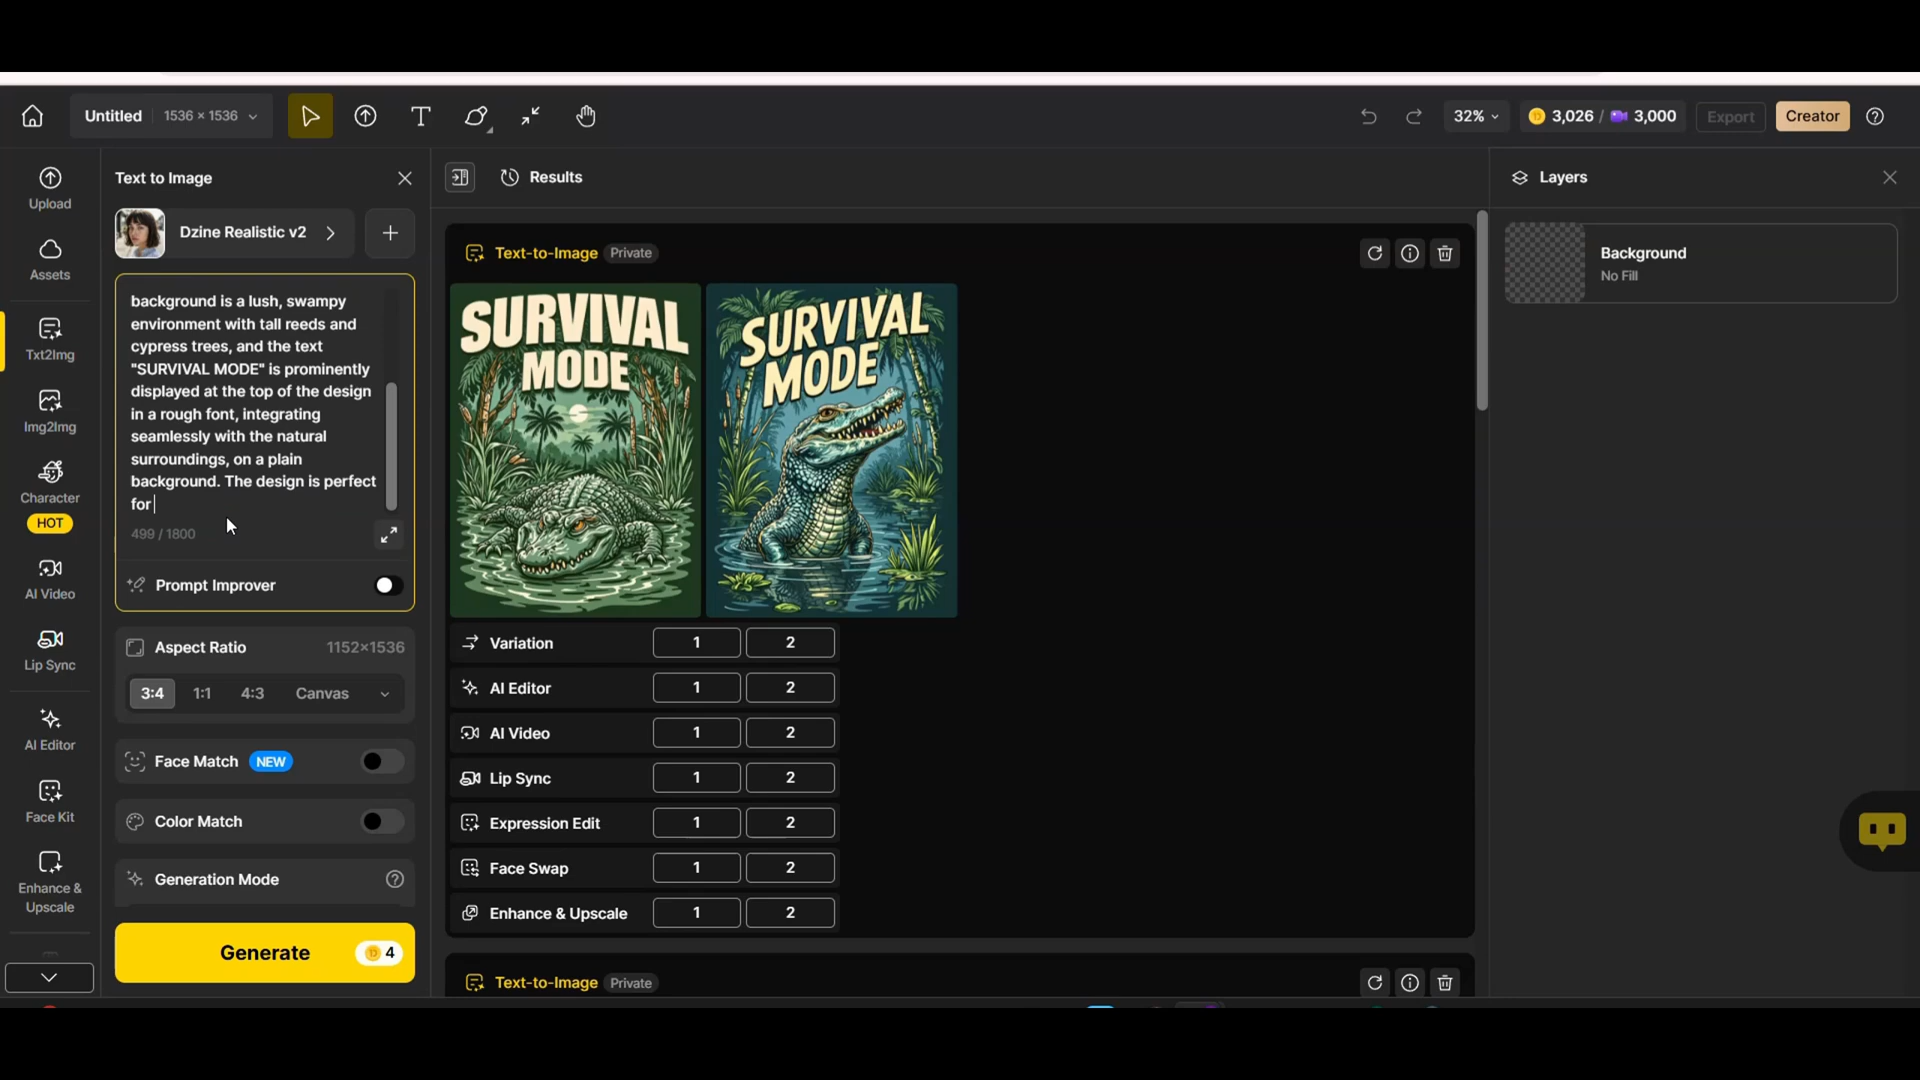 Untitled 1536 × 1536
32%
3,026 / 3,000
Export
Creator
Upload
Assets
Txt2Img
Img2Img
Character
HOT
AI Video
Lip Sync
AI Editor
Face Kit
Enhance &
Upscale
Text to Image
Dzine Realistic v2
background is a lush, swampy
environment with tall reeds and
cypress trees, and the text
"SURVIVAL MODE" is prominently
displayed at the top of the design
in a rough font, integrating
seamlessly with the natural
surroundings, on a plain
background. The design is perfect
for
499 / 1800
Prompt Improver
Aspect Ratio 1152×1536
3:4 1:1 4:3 Canvas
Face Match NEW
Color Match
Generation Mode
Generate 4
Results
Text-to-Image Private
SURVIVAL
MODE
SURVIVAL
MODE
Variation 1 2
AI Editor 1 2
AI Video 1 2
Lip Sync 1 2
Expression Edit 1 2
Face Swap 1 2
Enhance & Upscale 1 2
Text-to-Image Private
Layers
Background
No Fill